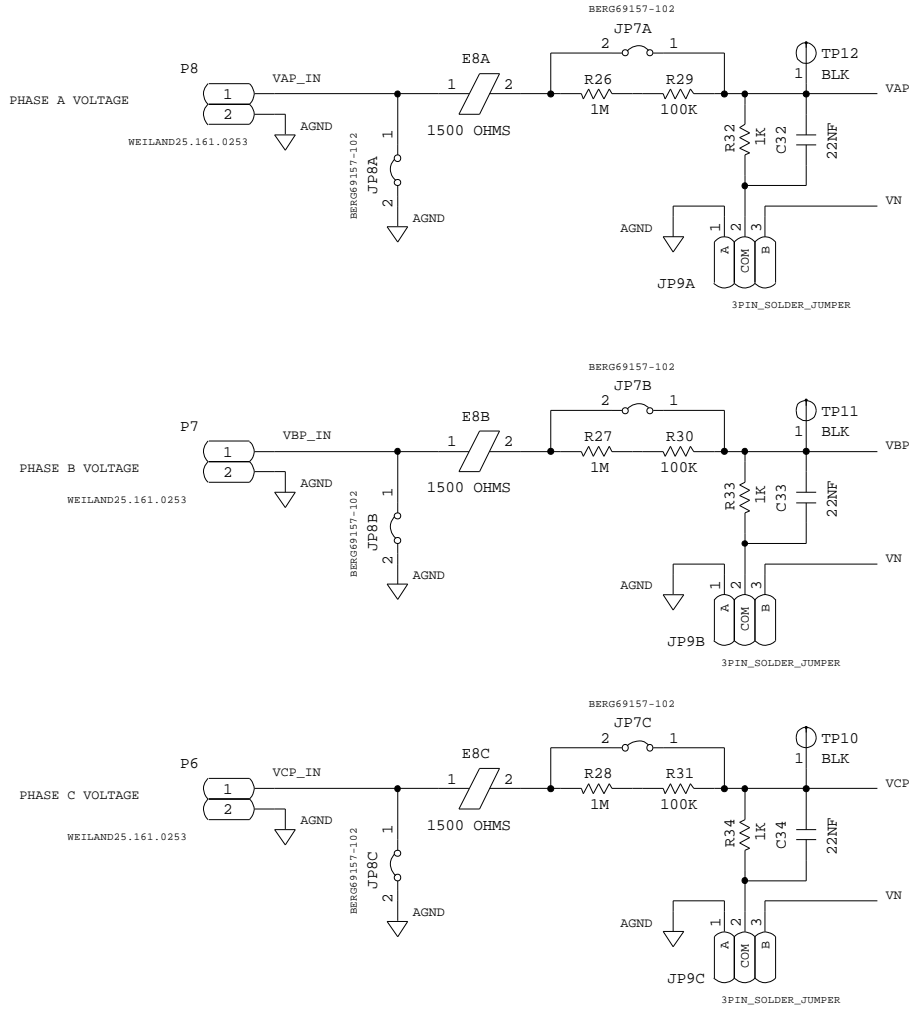 BERG69157-102
JP7A
2 1
TP12
1 BLK
P8
VAP_IN
E8A
1 2
R26 R29
VAP
PHASE A VOLTAGE
1
2
AGND
1500 OHMS
1M 100K
WEILAND25.161.0253
BERG69157-102
JP8A
1
2
AGND
R32
1K
C32
22NF
VN
AGND
1 2 3
A COM B
JP9A
3PIN_SOLDER_JUMPER
BERG69157-102
JP7B
2 1
TP11
1 BLK
P7
VBP_IN
E8B
1 2
R27 R30
VBP
PHASE B VOLTAGE
1
2
AGND
1500 OHMS
1M 100K
WEILAND25.161.0253
BERG69157-102
JP8B
1
2
AGND
R33
1K
C33
22NF
VN
AGND
1 2 3
A COM B
JP9B
3PIN_SOLDER_JUMPER
BERG69157-102
JP7C
2 1
TP10
1 BLK
P6
VCP_IN
E8C
1 2
R28 R31
VCP
PHASE C VOLTAGE
1
2
AGND
1500 OHMS
1M 100K
WEILAND25.161.0253
BERG69157-102
JP8C
1
2
AGND
R34
1K
C34
22NF
VN
AGND
1 2 3
A COM B
JP9C
3PIN_SOLDER_JUMPER